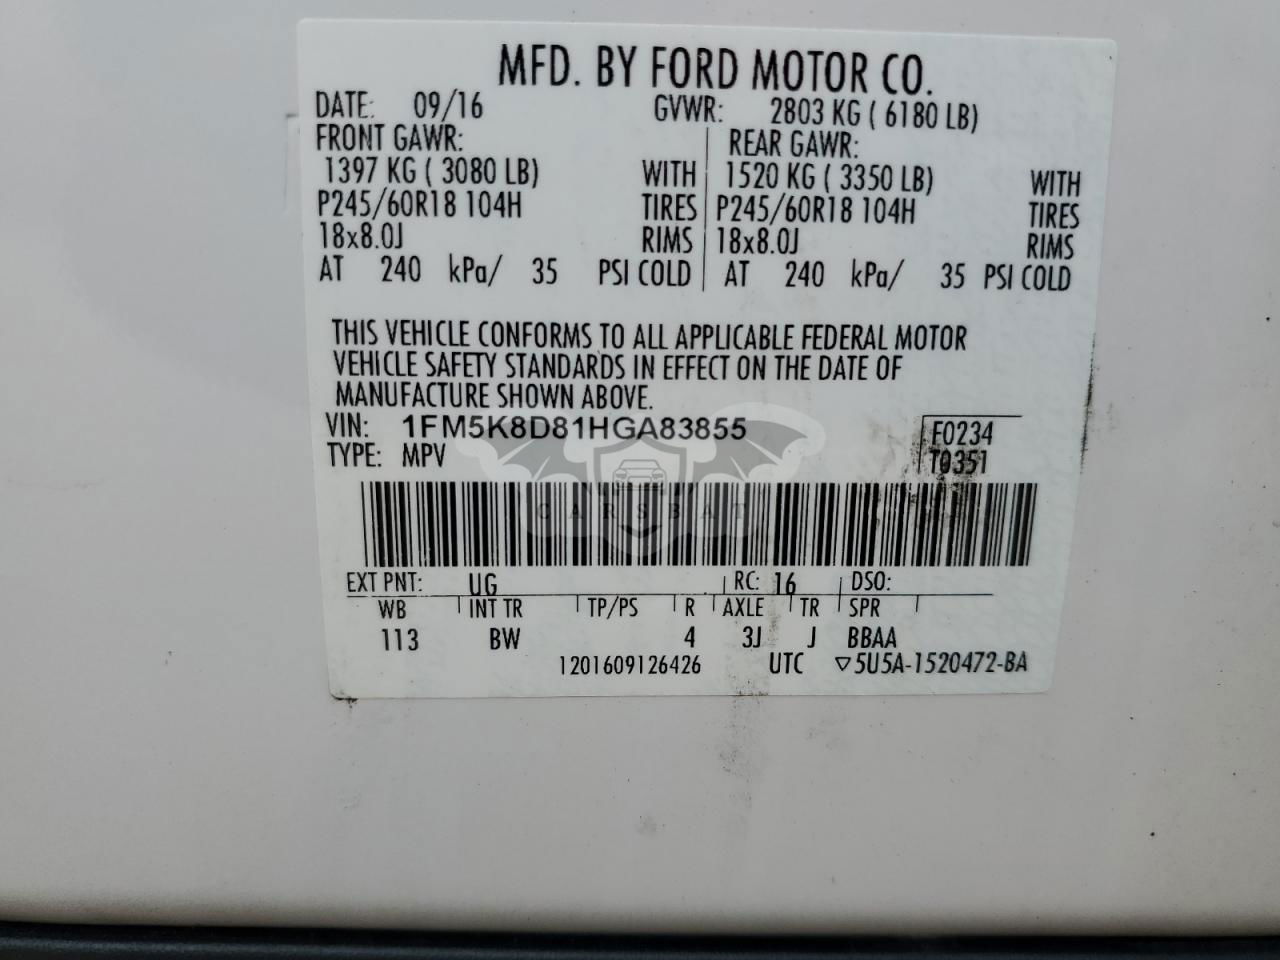 MFD. BY FORD MOTOR CO.
DATE: 09/16 GVWR: 2803 KG ( 6180 LB)
FRONT GAWR: REAR GAWR:
1397 KG ( 3080 LB) WITH 1520 KG ( 3350 LB) WITH
P245/60R18 104H TIRES P245/60R18 104H TIRES
18x8.0J RIMS 18x8.0J RIMS
AT 240 kPa/ 35 PSI COLD AT 240 kPa/ 35 PSI COLD
THIS VEHICLE CONFORMS TO ALL APPLICABLE FEDERAL MOTOR
VEHICLE SAFETY STANDARDS IN EFFECT ON THE DATE OF
MANUFACTURE SHOWN ABOVE.
VIN: 1FM5K8D81HGA83855 F0234
TYPE: MPV T0351
CARSBAT
EXT PNT: UG RC: 16 DSO:
WB INT TR TP/PS R AXLE TR SPR
113 BW 4 3J J BBAA
1201609126426 UTC ▽5U5A-1520472-BA